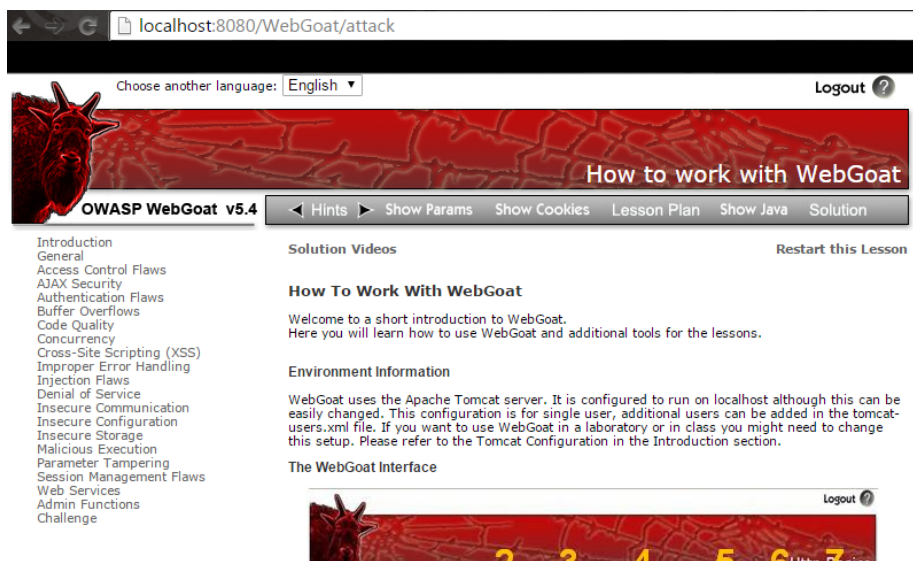 localhost:8080/WebGoat/attack
Choose another language: English
Logout ?
How to work with WebGoat
OWASP WebGoat v5.4
Hints Show Params Show Cookies Lesson Plan Show Java Solution
Introduction
General
Access Control Flaws
AJAX Security
Authentication Flaws
Buffer Overflows
Code Quality
Concurrency
Cross-Site Scripting (XSS)
Improper Error Handling
Injection Flaws
Denial of Service
Insecure Communication
Insecure Configuration
Insecure Storage
Malicious Execution
Parameter Tampering
Session Management Flaws
Web Services
Admin Functions
Challenge
Solution Videos
Restart this Lesson
How To Work With WebGoat
Welcome to a short introduction to WebGoat.
Here you will learn how to use WebGoat and additional tools for the lessons.
Environment Information
WebGoat uses the Apache Tomcat server. It is configured to run on localhost although this can be
easily changed. This configuration is for single user, additional users can be added in the tomcat-
users.xml file. If you want to use WebGoat in a laboratory or in class you might need to change
this setup. Please refer to the Tomcat Configuration in the Introduction section.
The WebGoat Interface
Logout ?
2 3 4 5 6 7